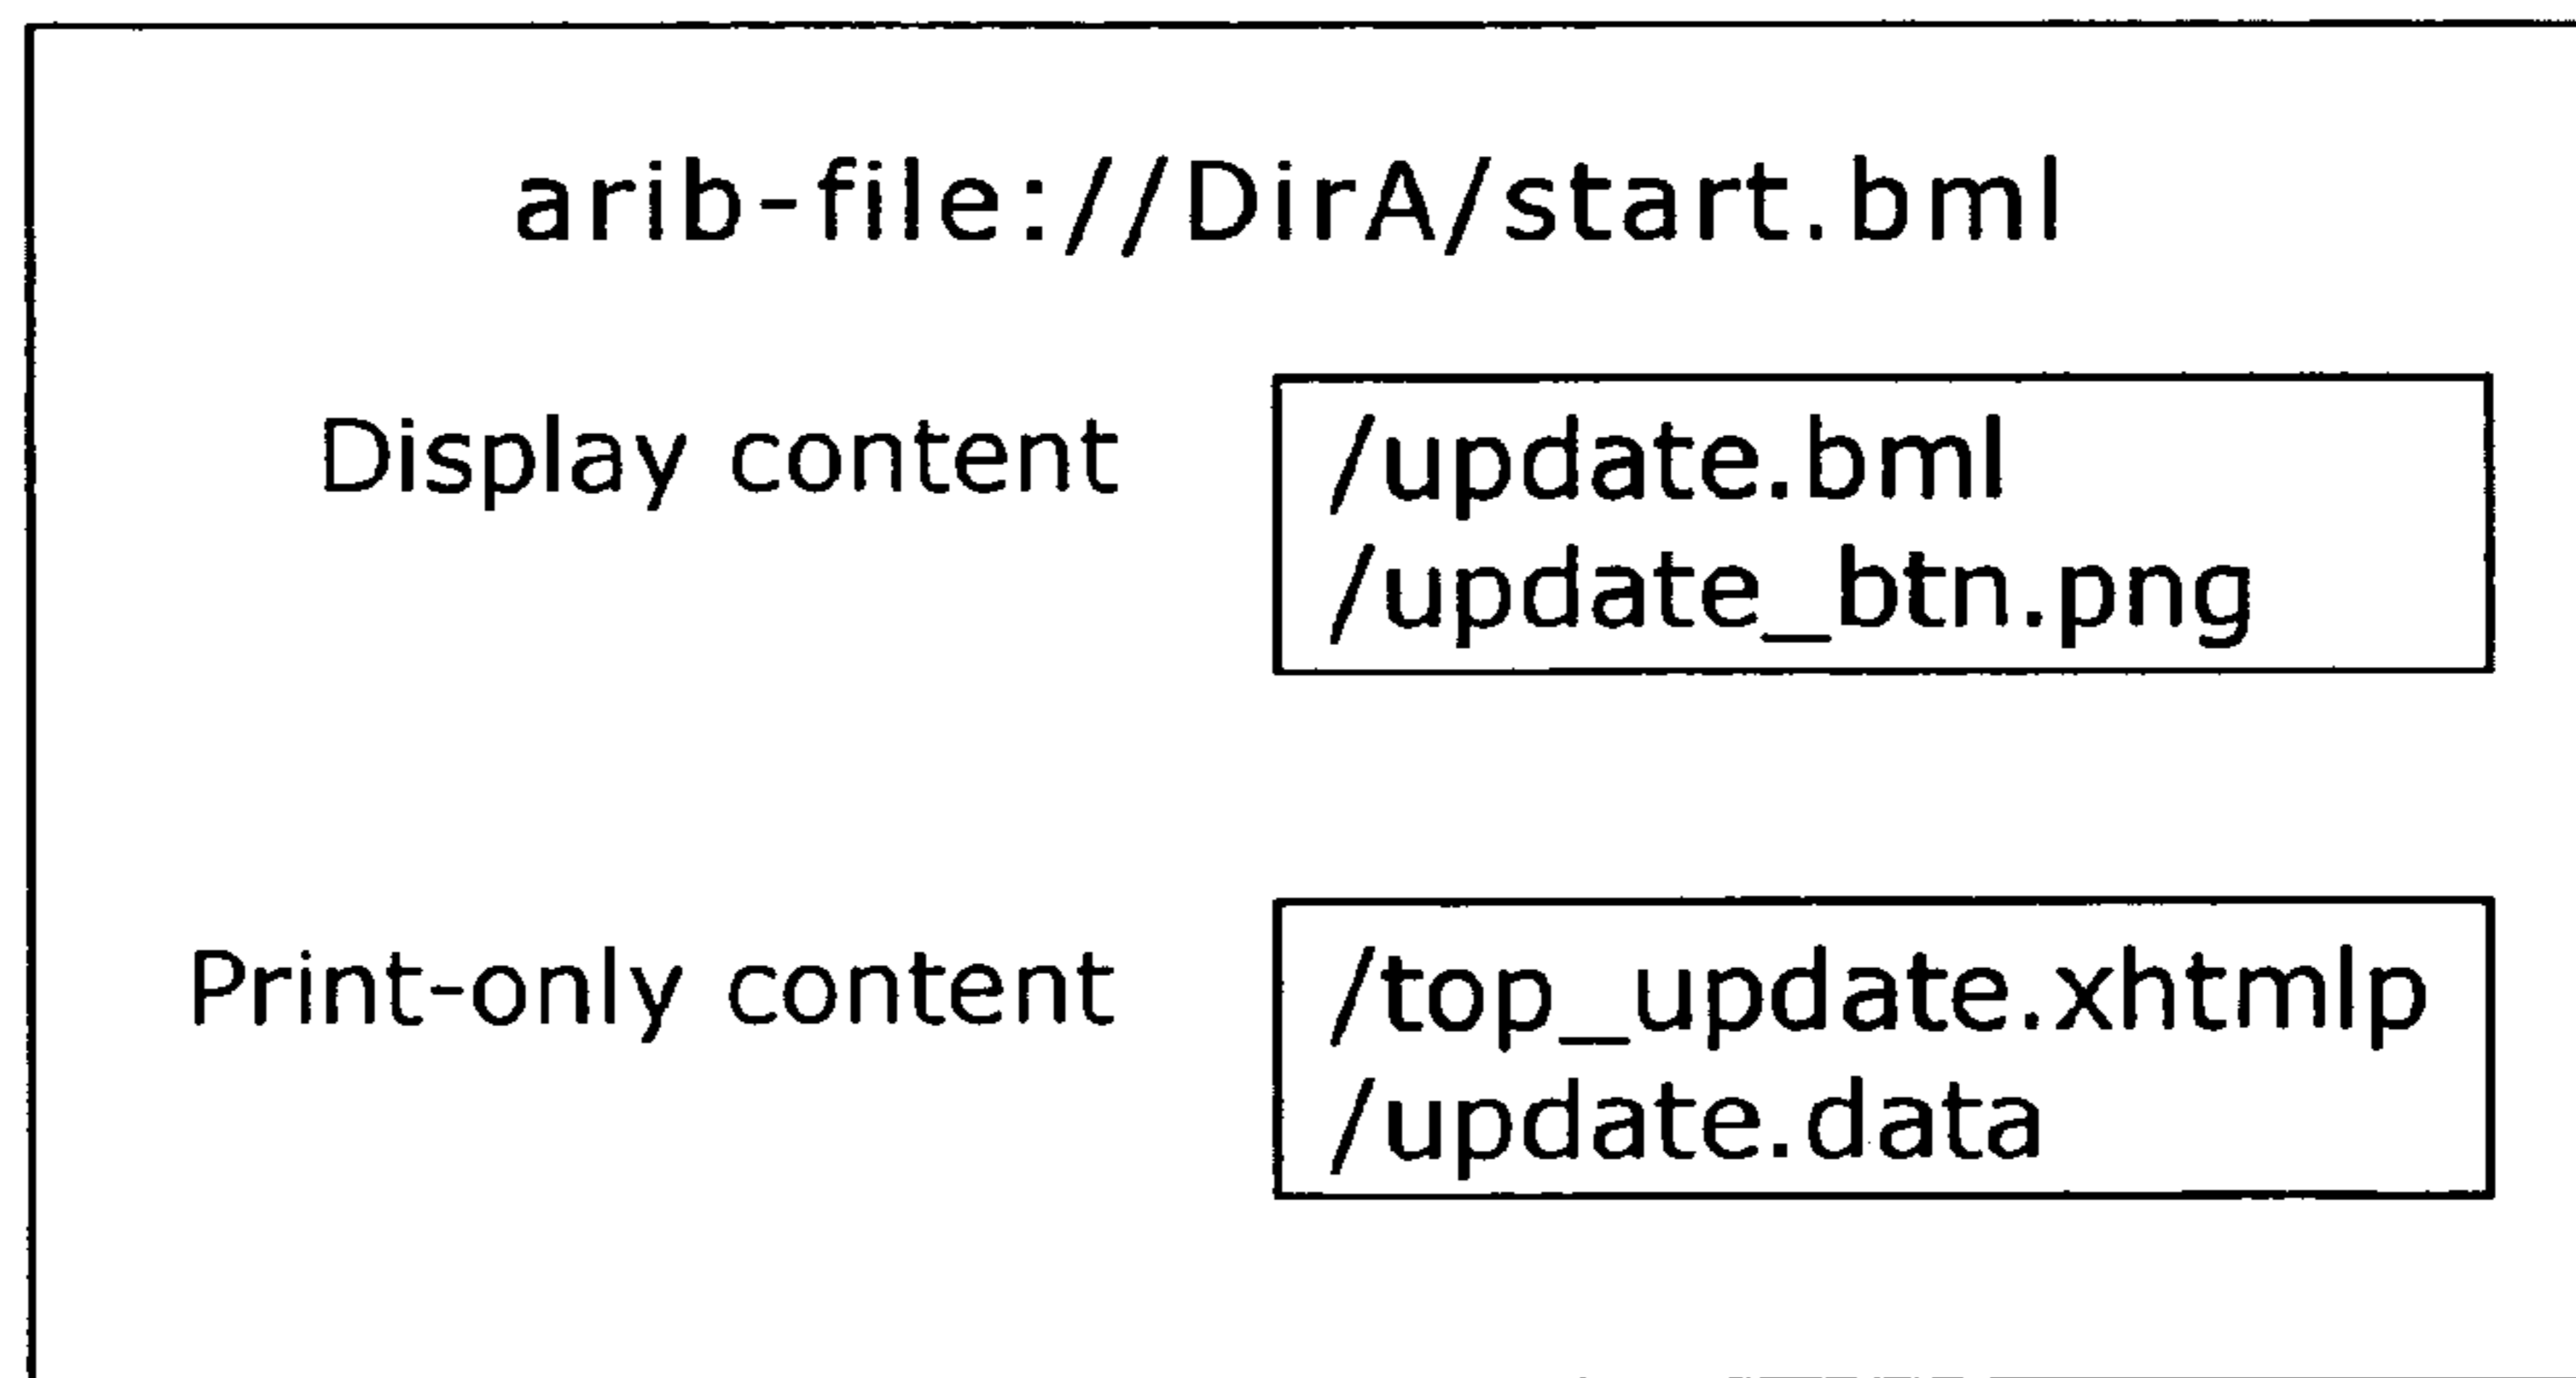 arib-file://DirA/start.bml
Display content
/update.bml
/update_btn.png
Print-only content
/top_update.xhtmlp
/update.data